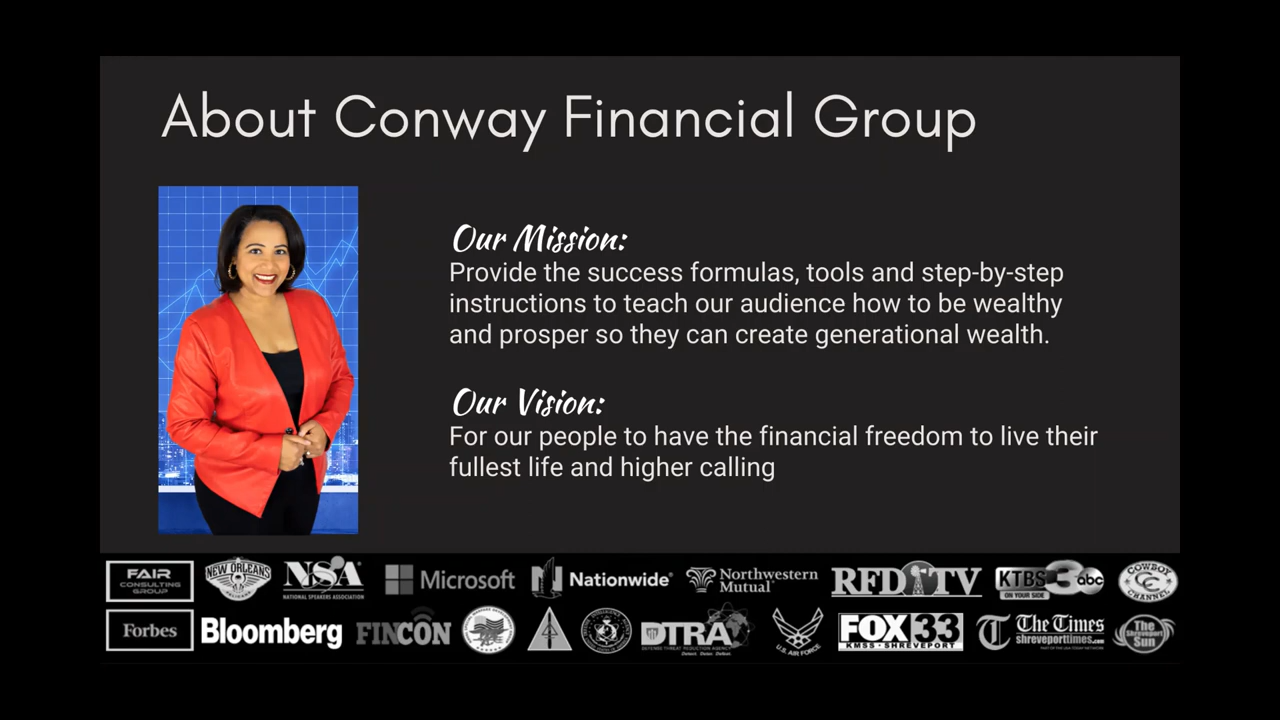 About Conway Financial Group
Our Mission:
Provide the success formulas, tools and step-by-step
instructions to teach our audience how to be wealthy
and prosper so they can create generational wealth.
Our Vision:
For our people to have the financial freedom to live their
fullest life and higher calling
FAIR
CONSULTING
GROUP
NEW ORLEANS
NSA
NATIONAL SPEAKERS ASSOCIATION
Microsoft
Nationwide
Northwestern
Mutual
RFD TV
KTBS 3 abc
ON YOUR SIDE
COWBOY
CHANNEL
Forbes
Bloomberg
FINCON
DTRA
DEFENSE THREAT REDUCTION AGENCY
U.S. AIR FORCE
FOX 33
KMSS · SHREVEPORT
T The Times
shreveporttimes.com
The
Shreveport
Sun